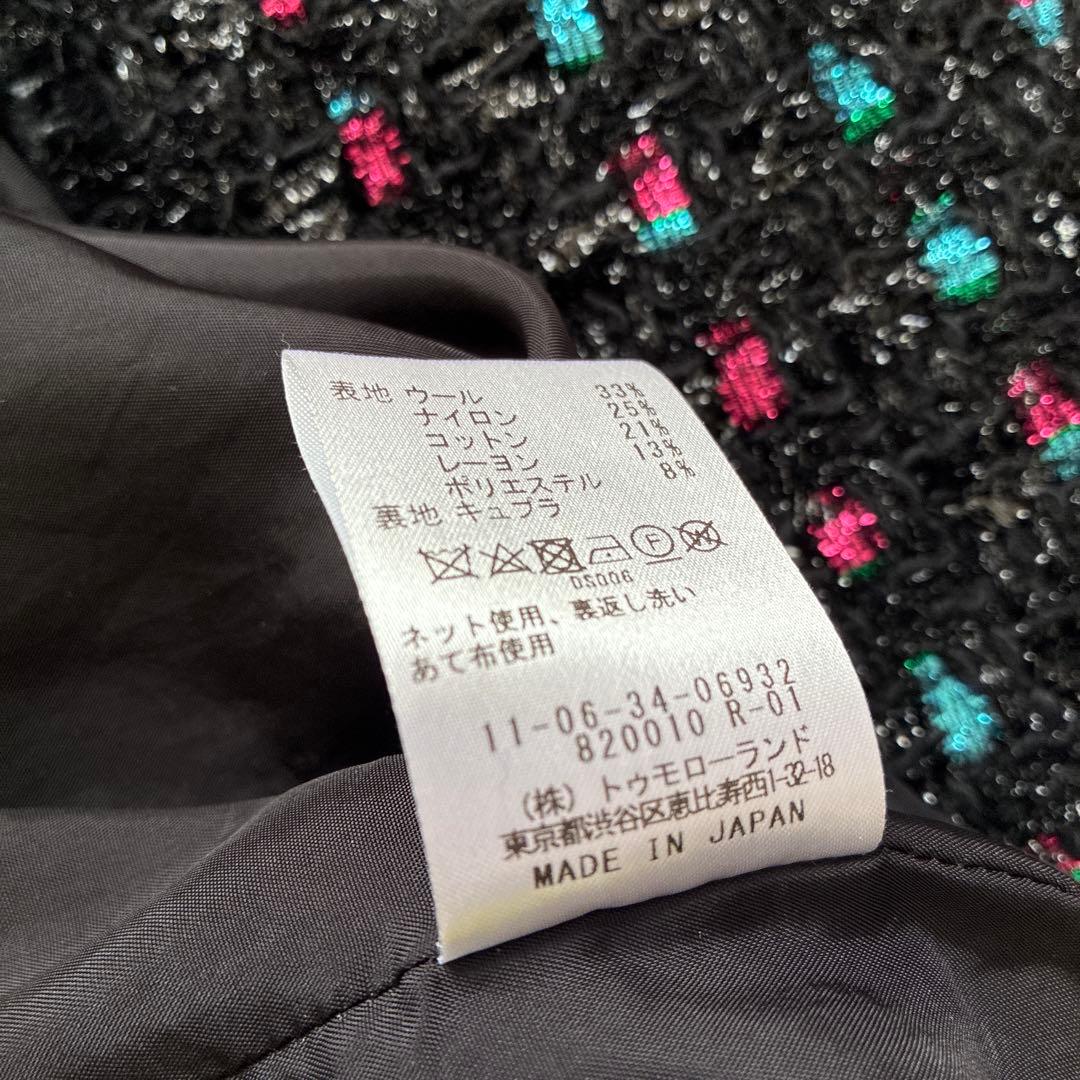 表地 ウール 33%
ナイロン 25%
コットン 21%
レーヨン 13%
ポリエステル 8%
裏地 キュプラ
F
DS006
ネット使用、裏返し洗い
あて布使用
11-06-34-06932
820010 R-01
(株) トゥモローランド
東京都渋谷区恵比寿西1-32-18
MADE IN JAPAN